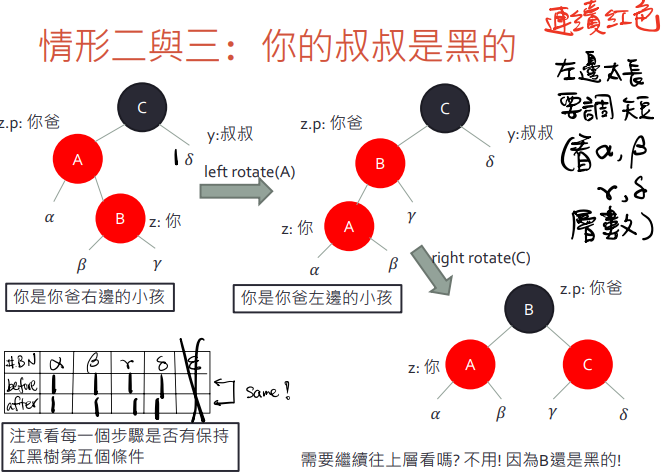 連續紅色
情形二與三：你的叔叔是黑的
左邊太長
要調短
(看α, β
γ, δ
層數)
z.p: 你爸
C
y:叔叔
A
δ
left rotate(A)
α
B
z: 你
β
γ
你是你爸右邊的小孩
z.p: 你爸
C
y:叔叔
B
δ
z: 你
A
γ
α
β
right rotate(C)
你是你爸左邊的小孩
B
z.p: 你爸
z: 你
A
C
α
β
γ
δ
#BN α β γ δ
before 1 1 1 1
after 1 1 1 1
same!
注意看每一個步驟是否有保持
紅黑樹第五個條件
需要繼續往上層看嗎? 不用! 因為B還是黑的!